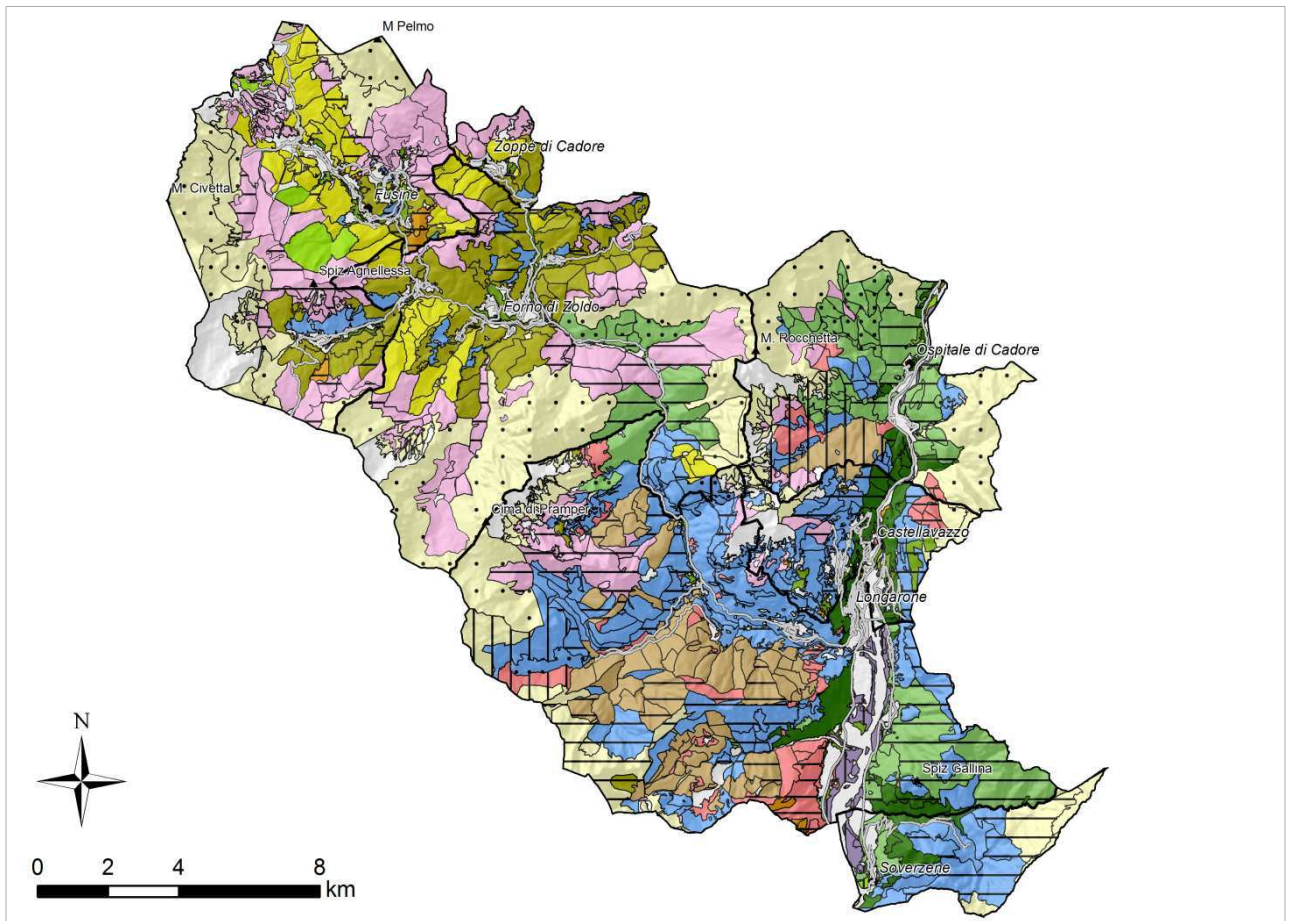 M Pelmo
Zoppe di Cadore
M. Civetta
Fusine
Spiz Agnellessa
Forno di Zoldo
M. Rocchetta
Ospitale di Cadore
Cima di Pramper
Castellavazzo
Longarone
N
Spiz Gallina
0 2 4 8
km
Soverzene